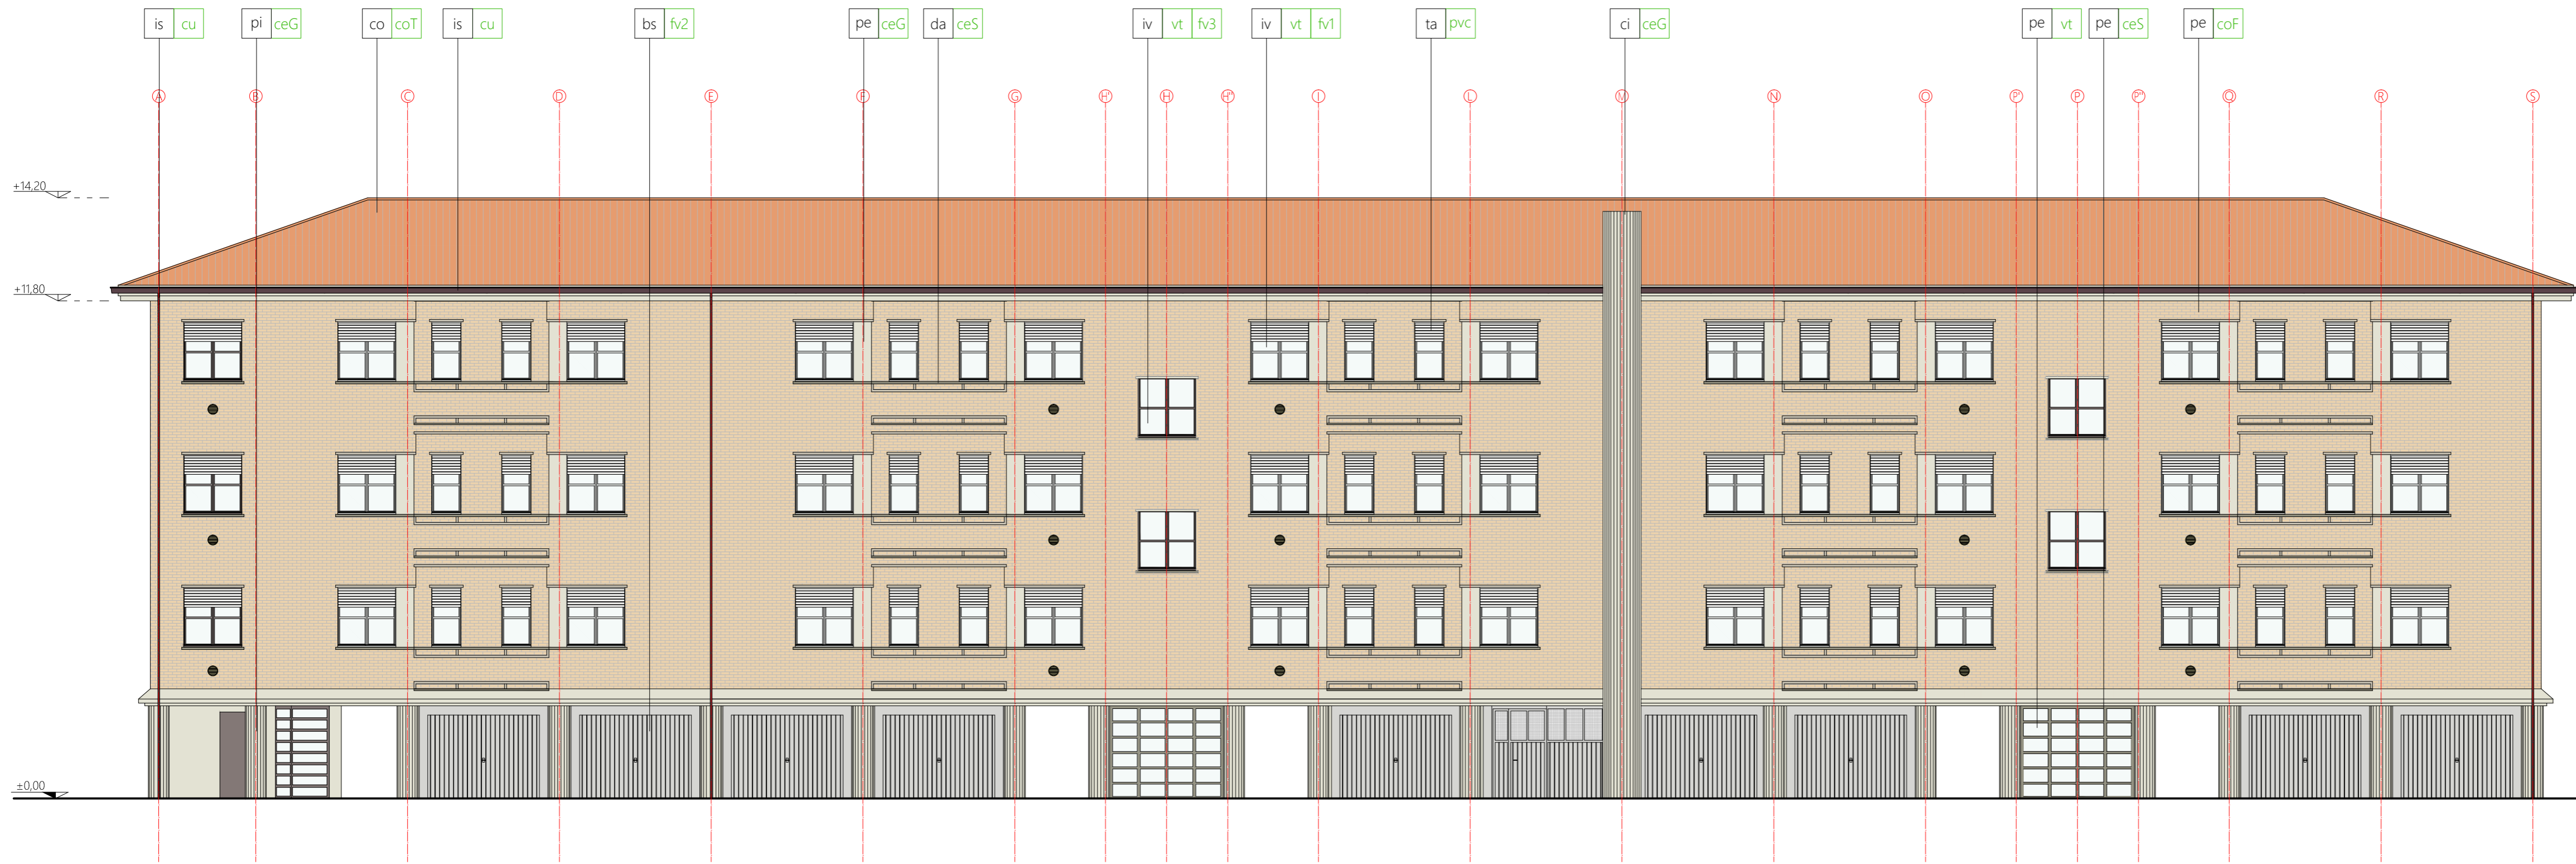 is cu pi ceG co coT is cu bs fv2 pe ceG da ceS iv vt fv3 iv vt fv1 ta pvc ci ceG pe vt pe ceS pe coF
A B C D E F G H' H H'' I L M N O P' P P'' Q R S
+14,20
+11,80
±0,00